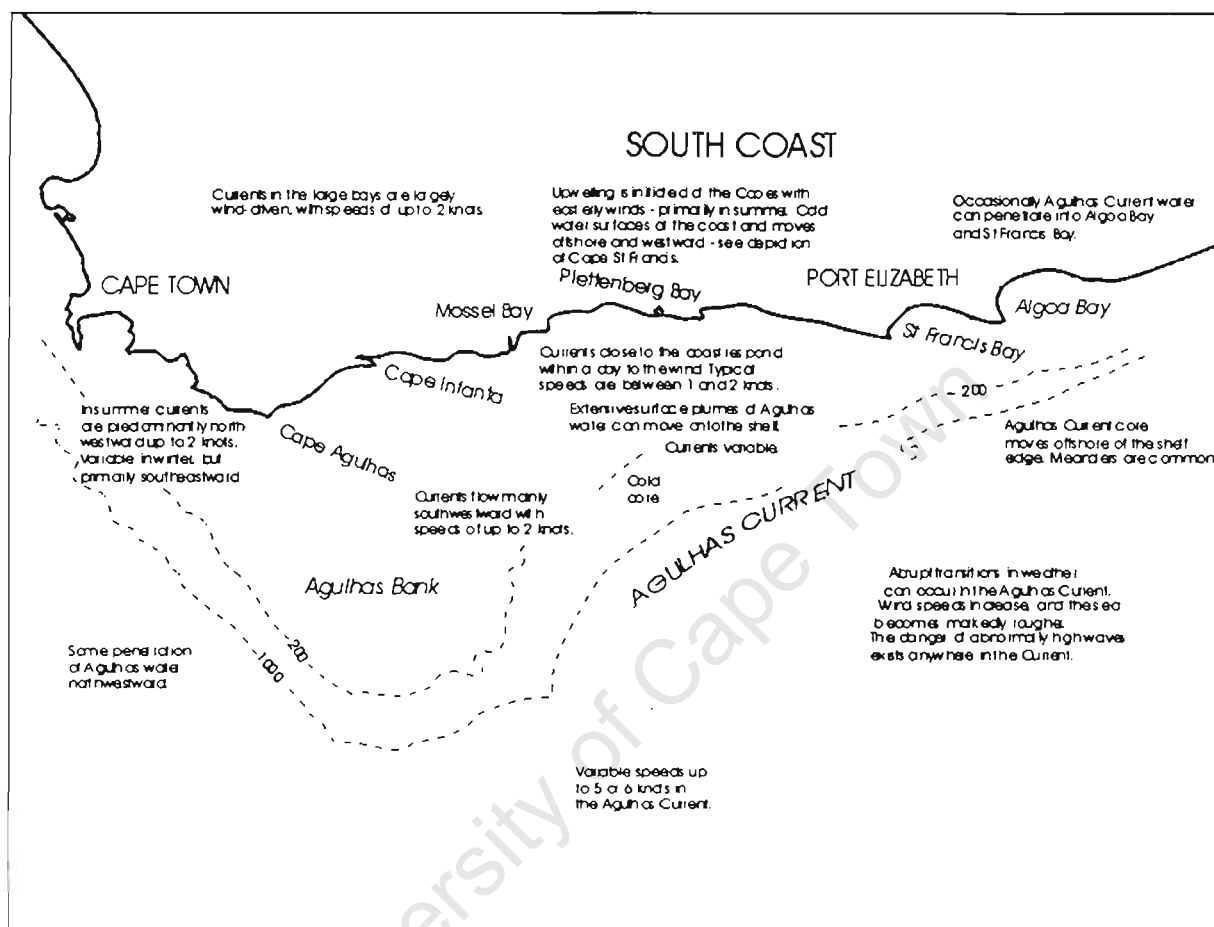 SOUTH COAST
Currents in the large bays are largely
wind-driven, with speeds of up to 2 knots
Upwelling is initiated at the Capes with
easterly winds - primarily in summer. Cold
water surfaces at the coast and moves
offshore and westward - see depiction
at Cape St Francis.
Occasionally Agulhas Current water
can penetrate into Algoa Bay
and St Francis Bay.
CAPE TOWN
Mossel Bay
Plettenberg Bay
PORT ELIZABETH
Algoa Bay
St Francis Bay
Cape Infanta
Currents close to the coast respond
within a day to the wind Typical
speeds are between 1 and 2 knots.
200
In summer currents
are predominantly north
westward up to 2 knots.
Variable in winter, but
primarily southeastward
Cape Agulhas
Extensive surface plumes of Agulhas
water can move onto the shelf.
Currents variable.
Agulhas Current core
moves offshore of the shelf
edge. Meanders are common
Cold
core
Currents flow mainly
southwestward with
speeds of up to 2 knots.
AGULHAS CURRENT
Agulhas Bank
Abrupt transitions in weather
can occur in the Agulhas Current.
Wind speeds increase, and the sea
becomes markedly rougher.
The danger of abnormally high waves
exists anywhere in the Current.
Some penetration
of Agulhas water
northwestward.
200
1000
Variable speeds up
to 5 or 6 knots in
the Agulhas Current.
ersity of Cape Town